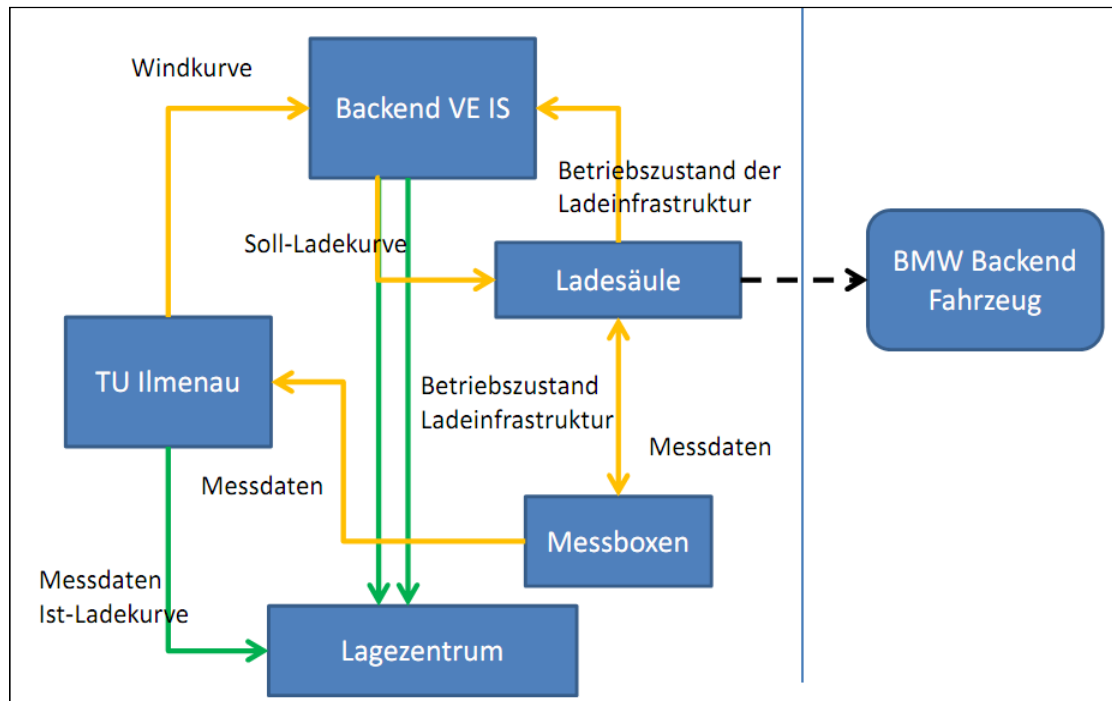 Windkurve
Backend VE IS
Betriebszustand der
Ladeinfrastruktur
Soll-Ladekurve
Ladesäule
BMW Backend
Fahrzeug
TU Ilmenau
Betriebszustand
Ladeinfrastruktur
Messdaten
Messdaten
Messboxen
Messdaten
Ist-Ladekurve
Lagezentrum